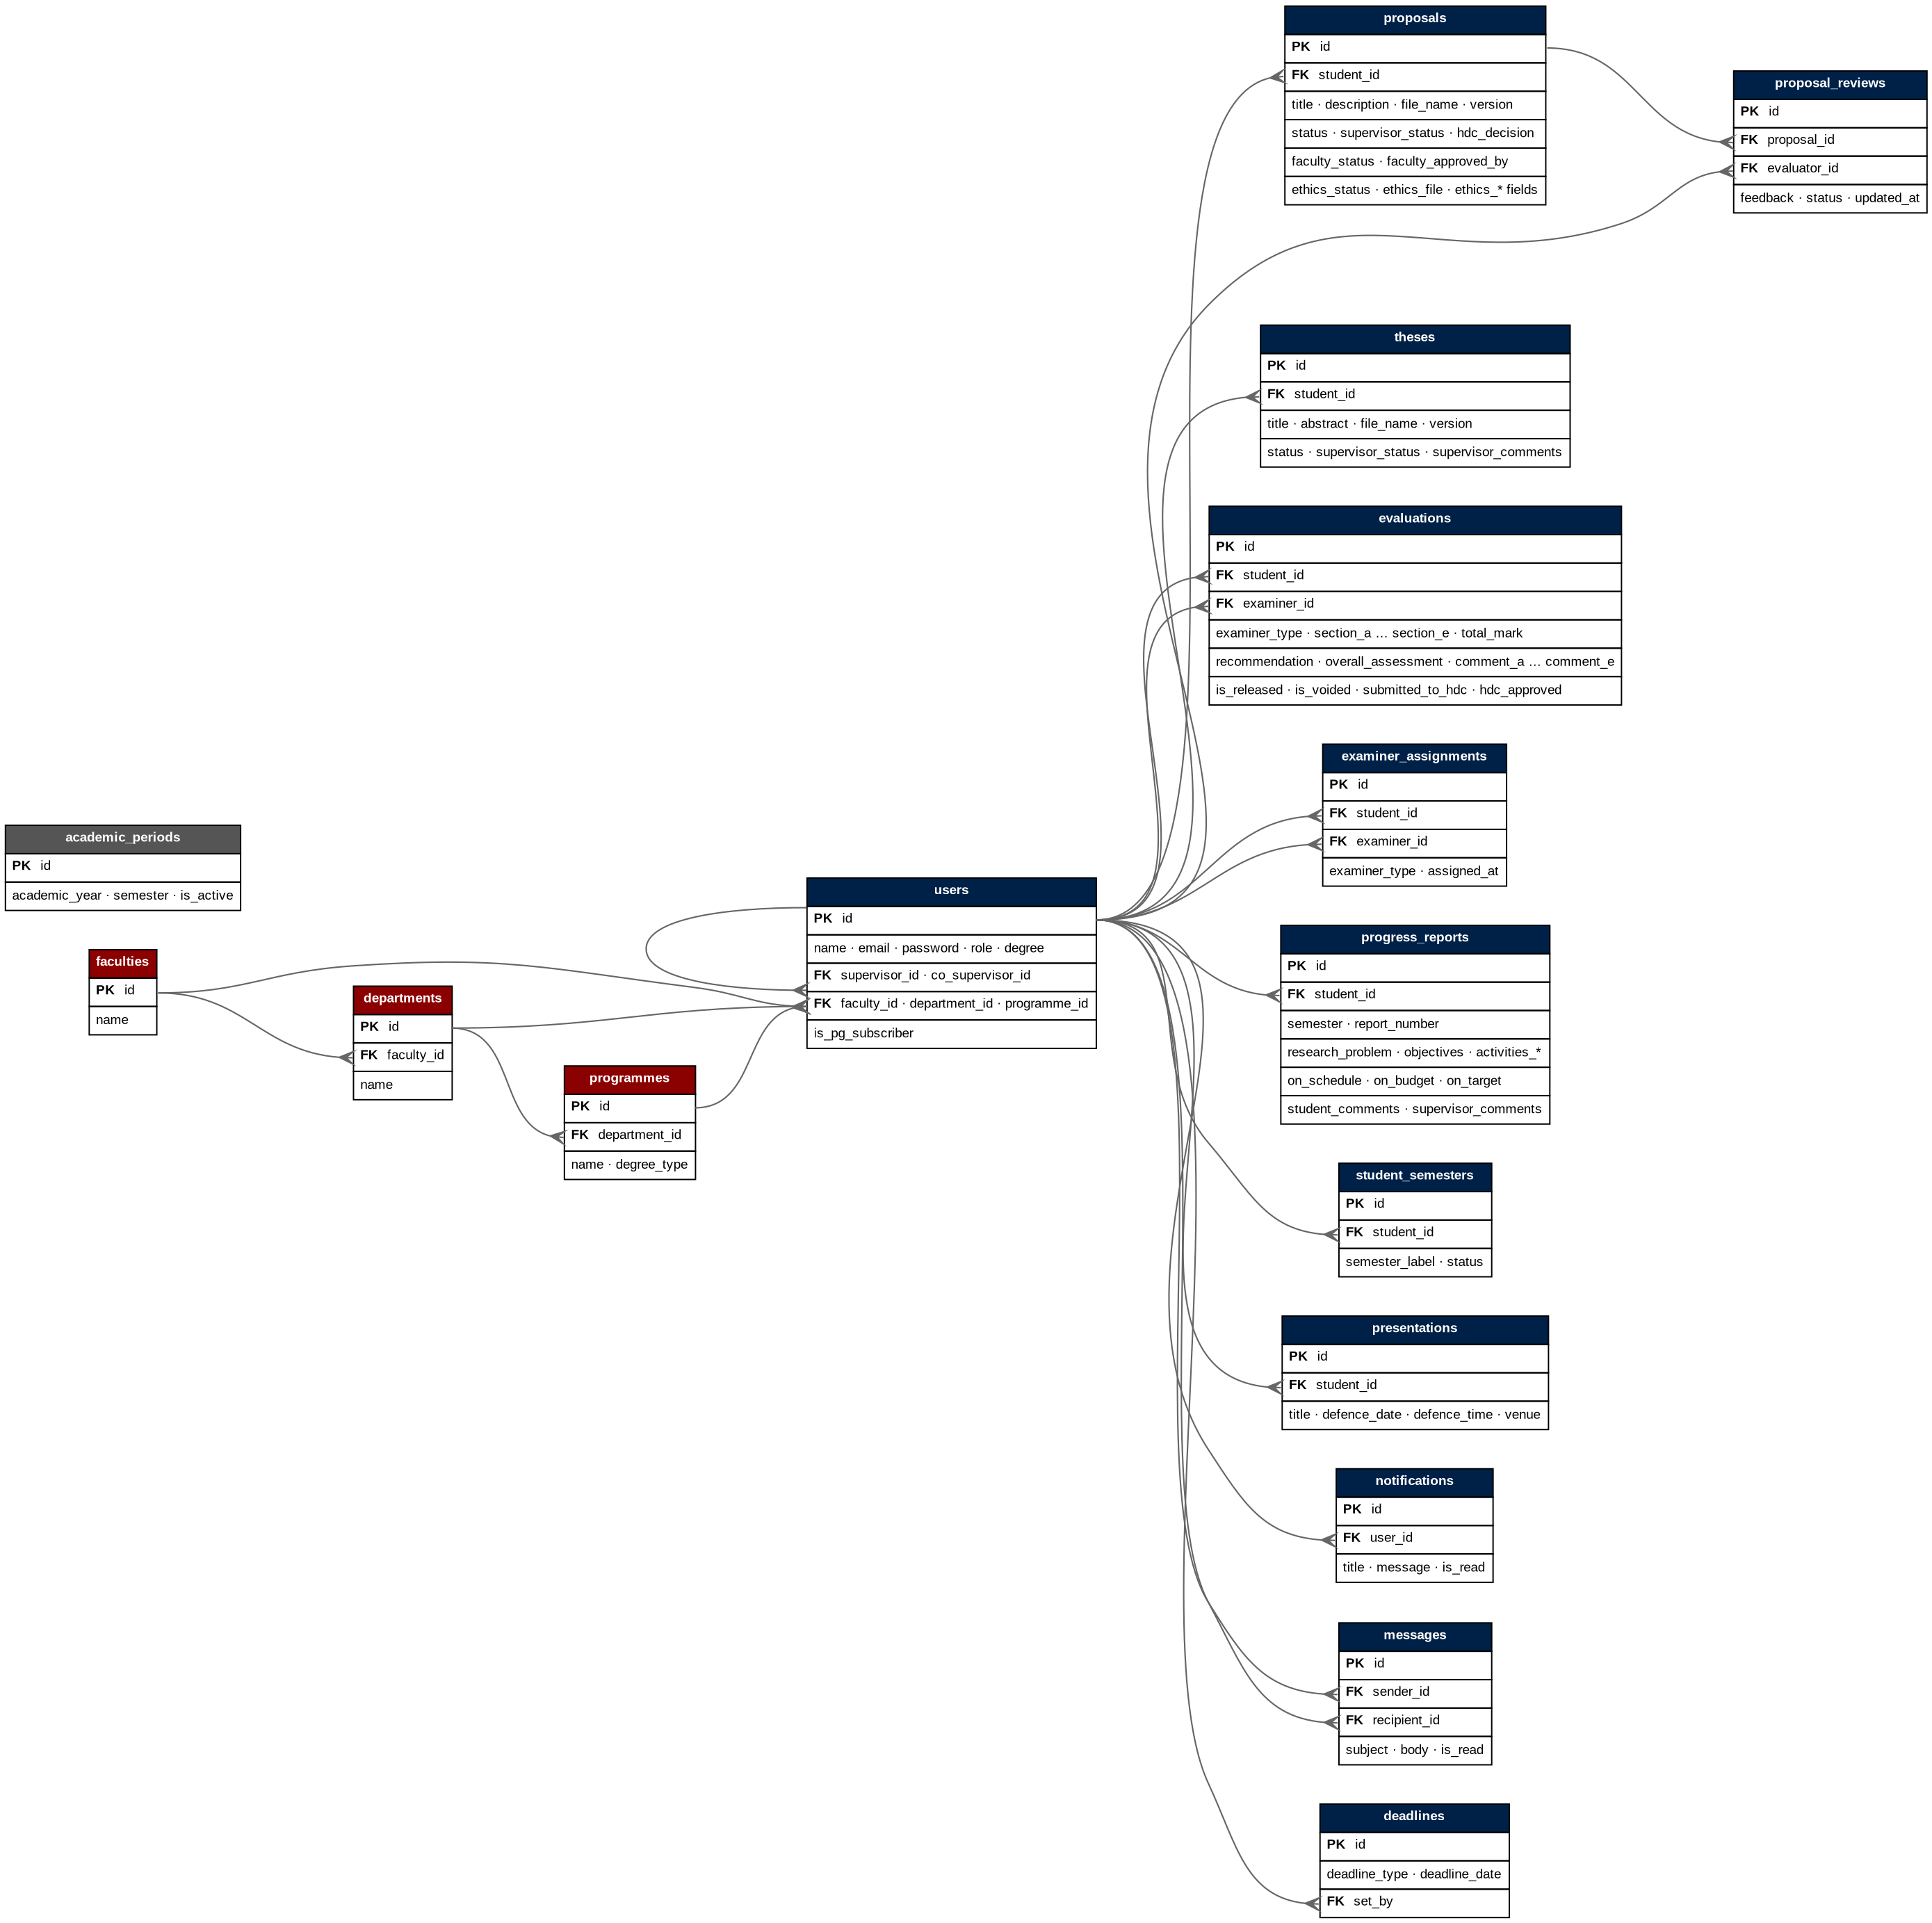 proposals
PK id
FK student_id
title · description · file_name · version
status · supervisor_status · hdc_decision
faculty_status · faculty_approved_by
ethics_status · ethics_file · ethics_* fields
proposal_reviews
PK id
FK proposal_id
FK evaluator_id
feedback · status · updated_at
theses
PK id
FK student_id
title · abstract · file_name · version
status · supervisor_status · supervisor_comments
evaluations
PK id
FK student_id
FK examiner_id
examiner_type · section_a … section_e · total_mark
recommendation · overall_assessment · comment_a … comment_e
is_released · is_voided · submitted_to_hdc · hdc_approved
examiner_assignments
PK id
FK student_id
FK examiner_id
examiner_type · assigned_at
academic_periods
PK id
academic_year · semester · is_active
faculties
PK id
name
departments
PK id
FK faculty_id
name
programmes
PK id
FK department_id
name · degree_type
users
PK id
name · email · password · role · degree
FK supervisor_id · co_supervisor_id
FK faculty_id · department_id · programme_id
is_pg_subscriber
progress_reports
PK id
FK student_id
semester · report_number
research_problem · objectives · activities_*
on_schedule · on_budget · on_target
student_comments · supervisor_comments
student_semesters
PK id
FK student_id
semester_label · status
presentations
PK id
FK student_id
title · defence_date · defence_time · venue
notifications
PK id
FK user_id
title · message · is_read
messages
PK id
FK sender_id
FK recipient_id
subject · body · is_read
deadlines
PK id
deadline_type · deadline_date
FK set_by